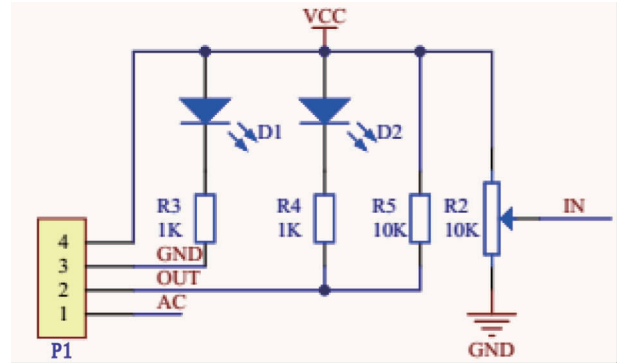 VCC
D1
D2
R3
1K
R4
1K
R5
10K
R2
10K
IN
4
3
2
1
GND
OUT
AC
P1
GND